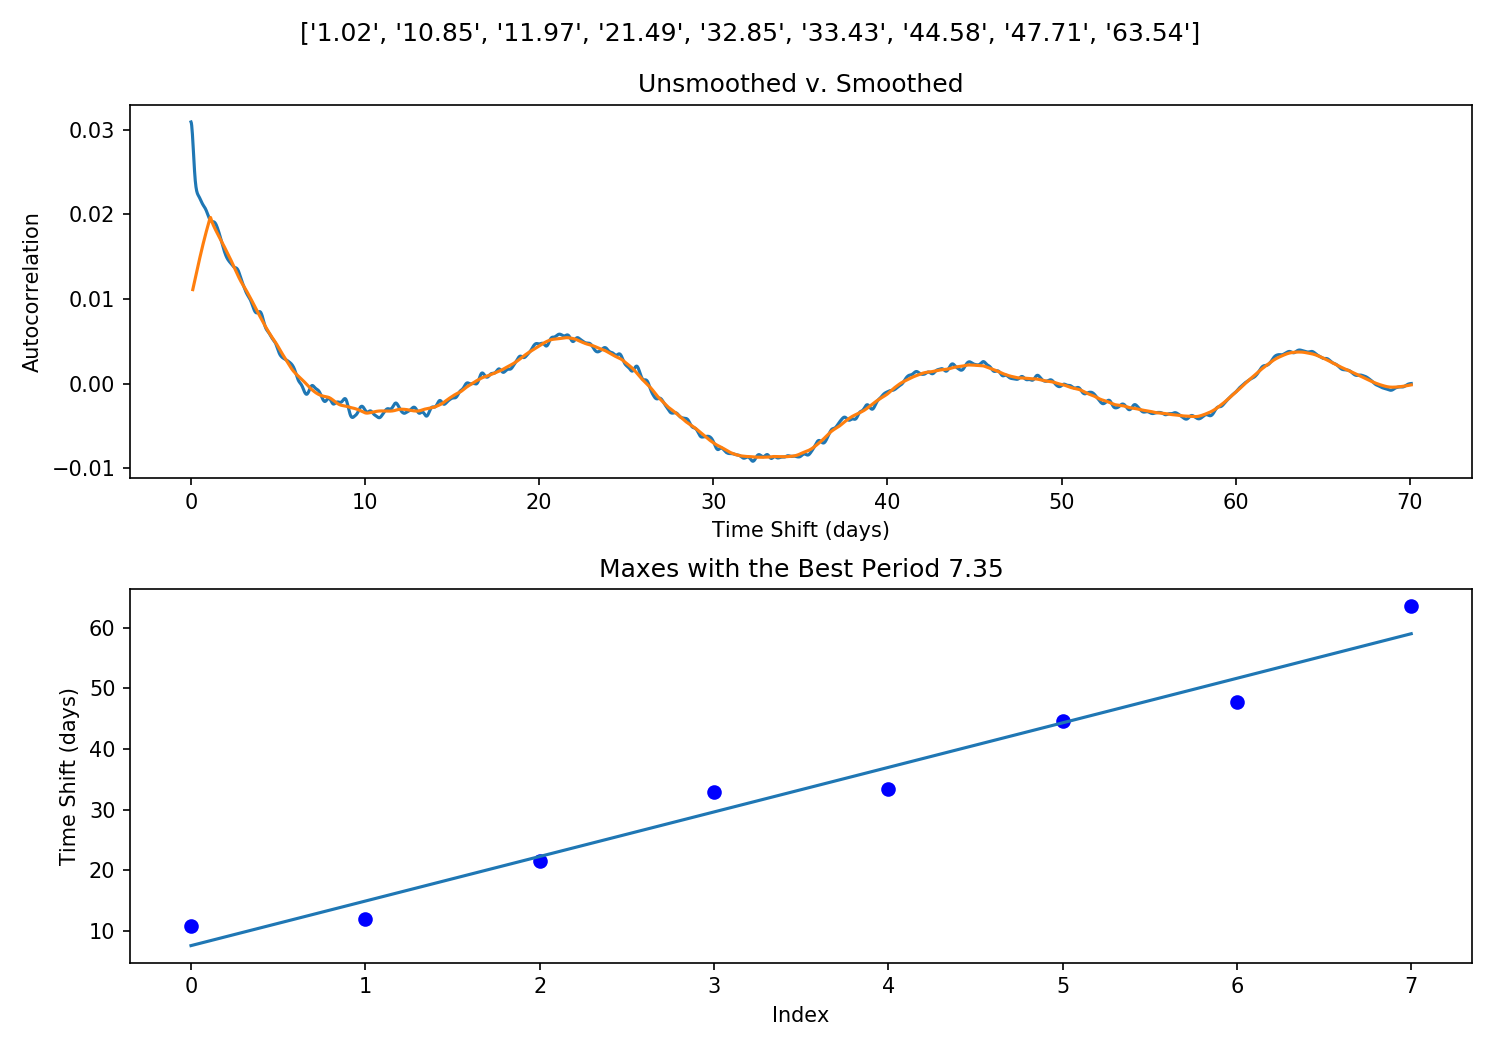 ['1.02', '10.85', '11.97', '21.49', '32.85', '33.43', '44.58', '47.71', '63.54']
Unsmoothed v. Smoothed
Autocorrelation
0.03
0.02
0.01
0.00
−0.01
0 10 20 30 40 50 60 70
Time Shift (days)
Maxes with the Best Period 7.35
Time Shift (days)
60
50
40
30
20
10
0 1 2 3 4 5 6 7
Index